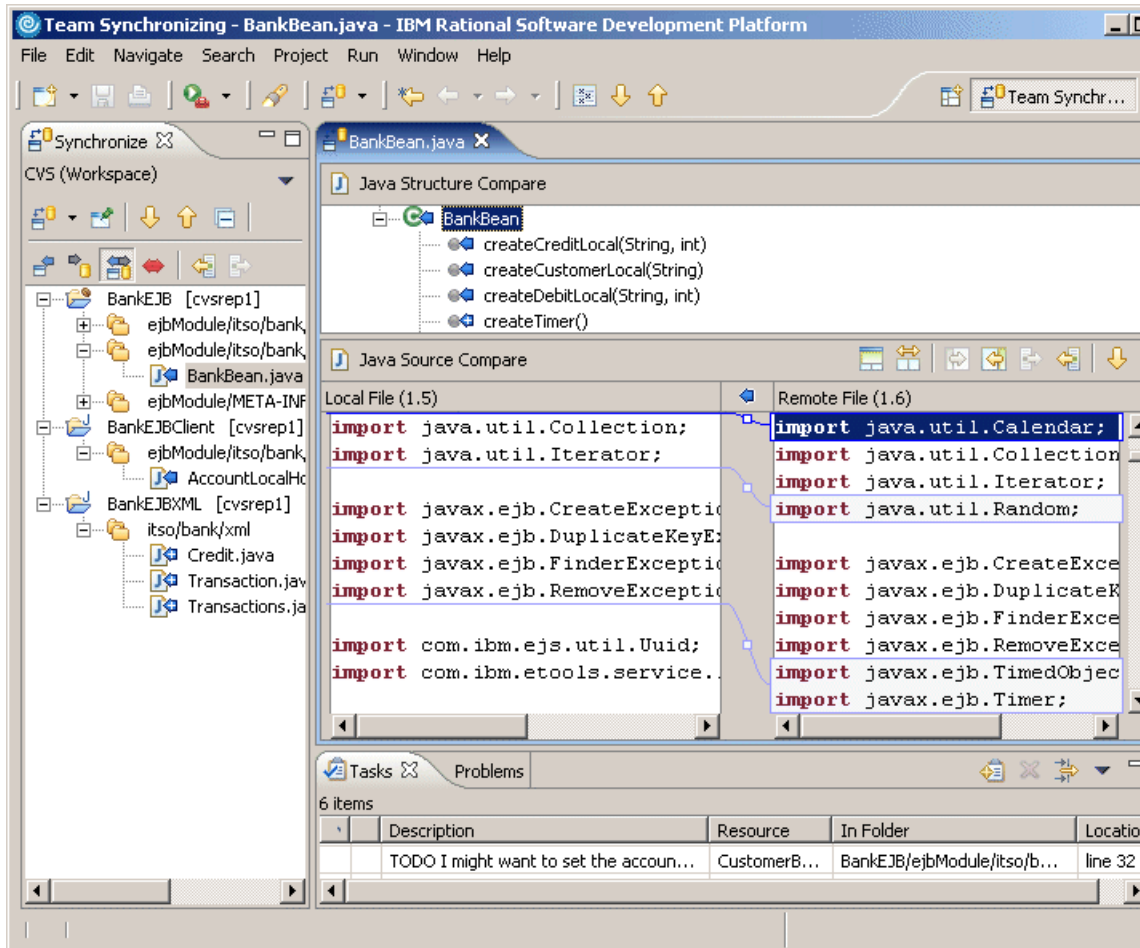 Team Synchronizing - BankBean.java - IBM Rational Software Development Platform
File Edit Navigate Search Project Run Window Help
Team Synchr...
Synchronize
CVS (Workspace)
BankEJB [cvsrep1]
ejbModule/itso/bank,
ejbModule/itso/bank,
BankBean.java
ejbModule/META-INF
BankEJBClient [cvsrep1]
ejbModule/itso/bank,
AccountLocalHo
BankEJBXML [cvsrep1]
itso/bank/xml
Credit.java
Transaction.jav
Transactions.ja
BankBean.java
Java Structure Compare
BankBean
createCreditLocal(String, int)
createCustomerLocal(String)
createDebitLocal(String, int)
createTimer()
Java Source Compare
Local File (1.5)
import java.util.Collection;
import java.util.Iterator;
import javax.ejb.CreateExceptio
import javax.ejb.DuplicateKeyEx
import javax.ejb.FinderExceptio
import javax.ejb.RemoveExceptio
import com.ibm.ejs.util.Uuid;
import com.ibm.etools.service.
Remote File (1.6)
import java.util.Calendar;
import java.util.Collection
import java.util.Iterator;
import java.util.Random;
import javax.ejb.CreateExce
import javax.ejb.DuplicateK
import javax.ejb.FinderExce
import javax.ejb.RemoveExce
import javax.ejb.TimedObjec
import javax.ejb.Timer;
Tasks Problems
6 items
Description Resource In Folder Locatio
TODO I might want to set the accoun... CustomerB... BankEJB/ejbModule/itso/b... line 32